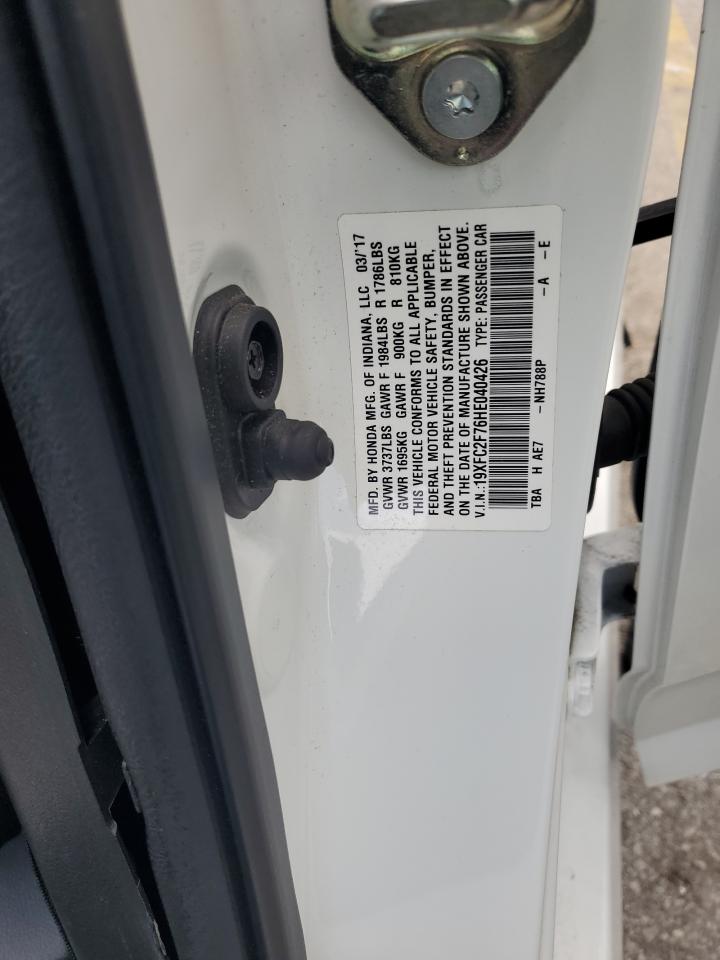 MFD. BY HONDA MFG. OF INDIANA, LLC 03/'17
GVWR 3737LBS GAWR F 1984LBS R 1786LBS
GVWR 1695KG GAWR F 900KG R 810KG
THIS VEHICLE CONFORMS TO ALL APPLICABLE
FEDERAL MOTOR VEHICLE SAFETY, BUMPER,
AND THEFT PREVENTION STANDARDS IN EFFECT
ON THE DATE OF MANUFACTURE SHOWN ABOVE.
V.I.N.:19XFC2F76HE040426 TYPE: PASSENGER CAR
TBA H AE7 -NH788P -A -E